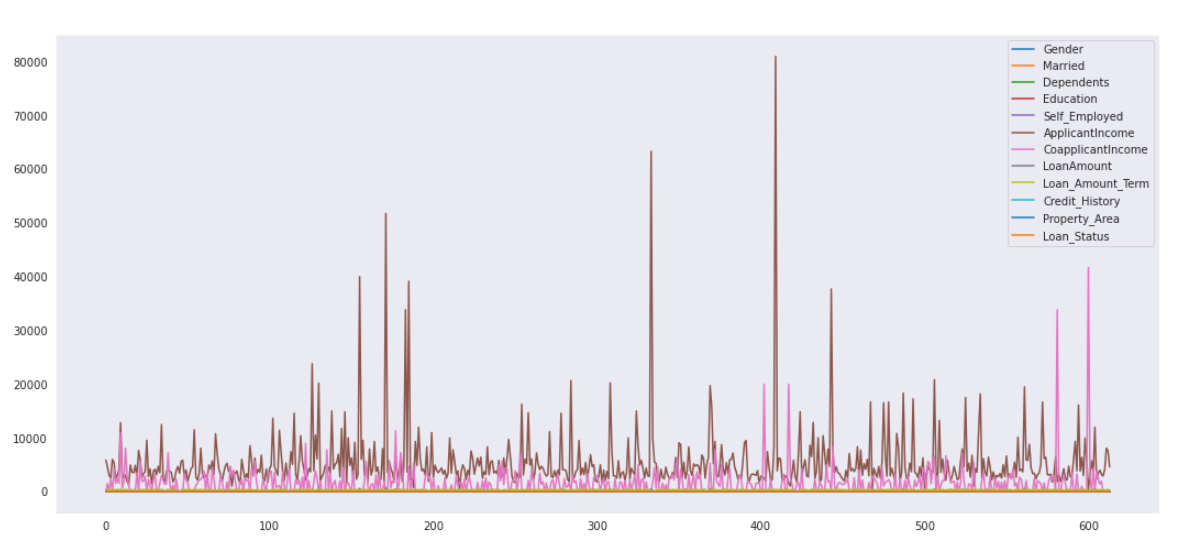 80000
70000
60000
50000
40000
30000
20000
10000
0
Gender
Married
Dependents
Education
Self_Employed
ApplicantIncome
CoapplicantIncome
LoanAmount
Loan_Amount_Term
Credit_History
Property_Area
Loan_Status
0 100 200 300 400 500 600